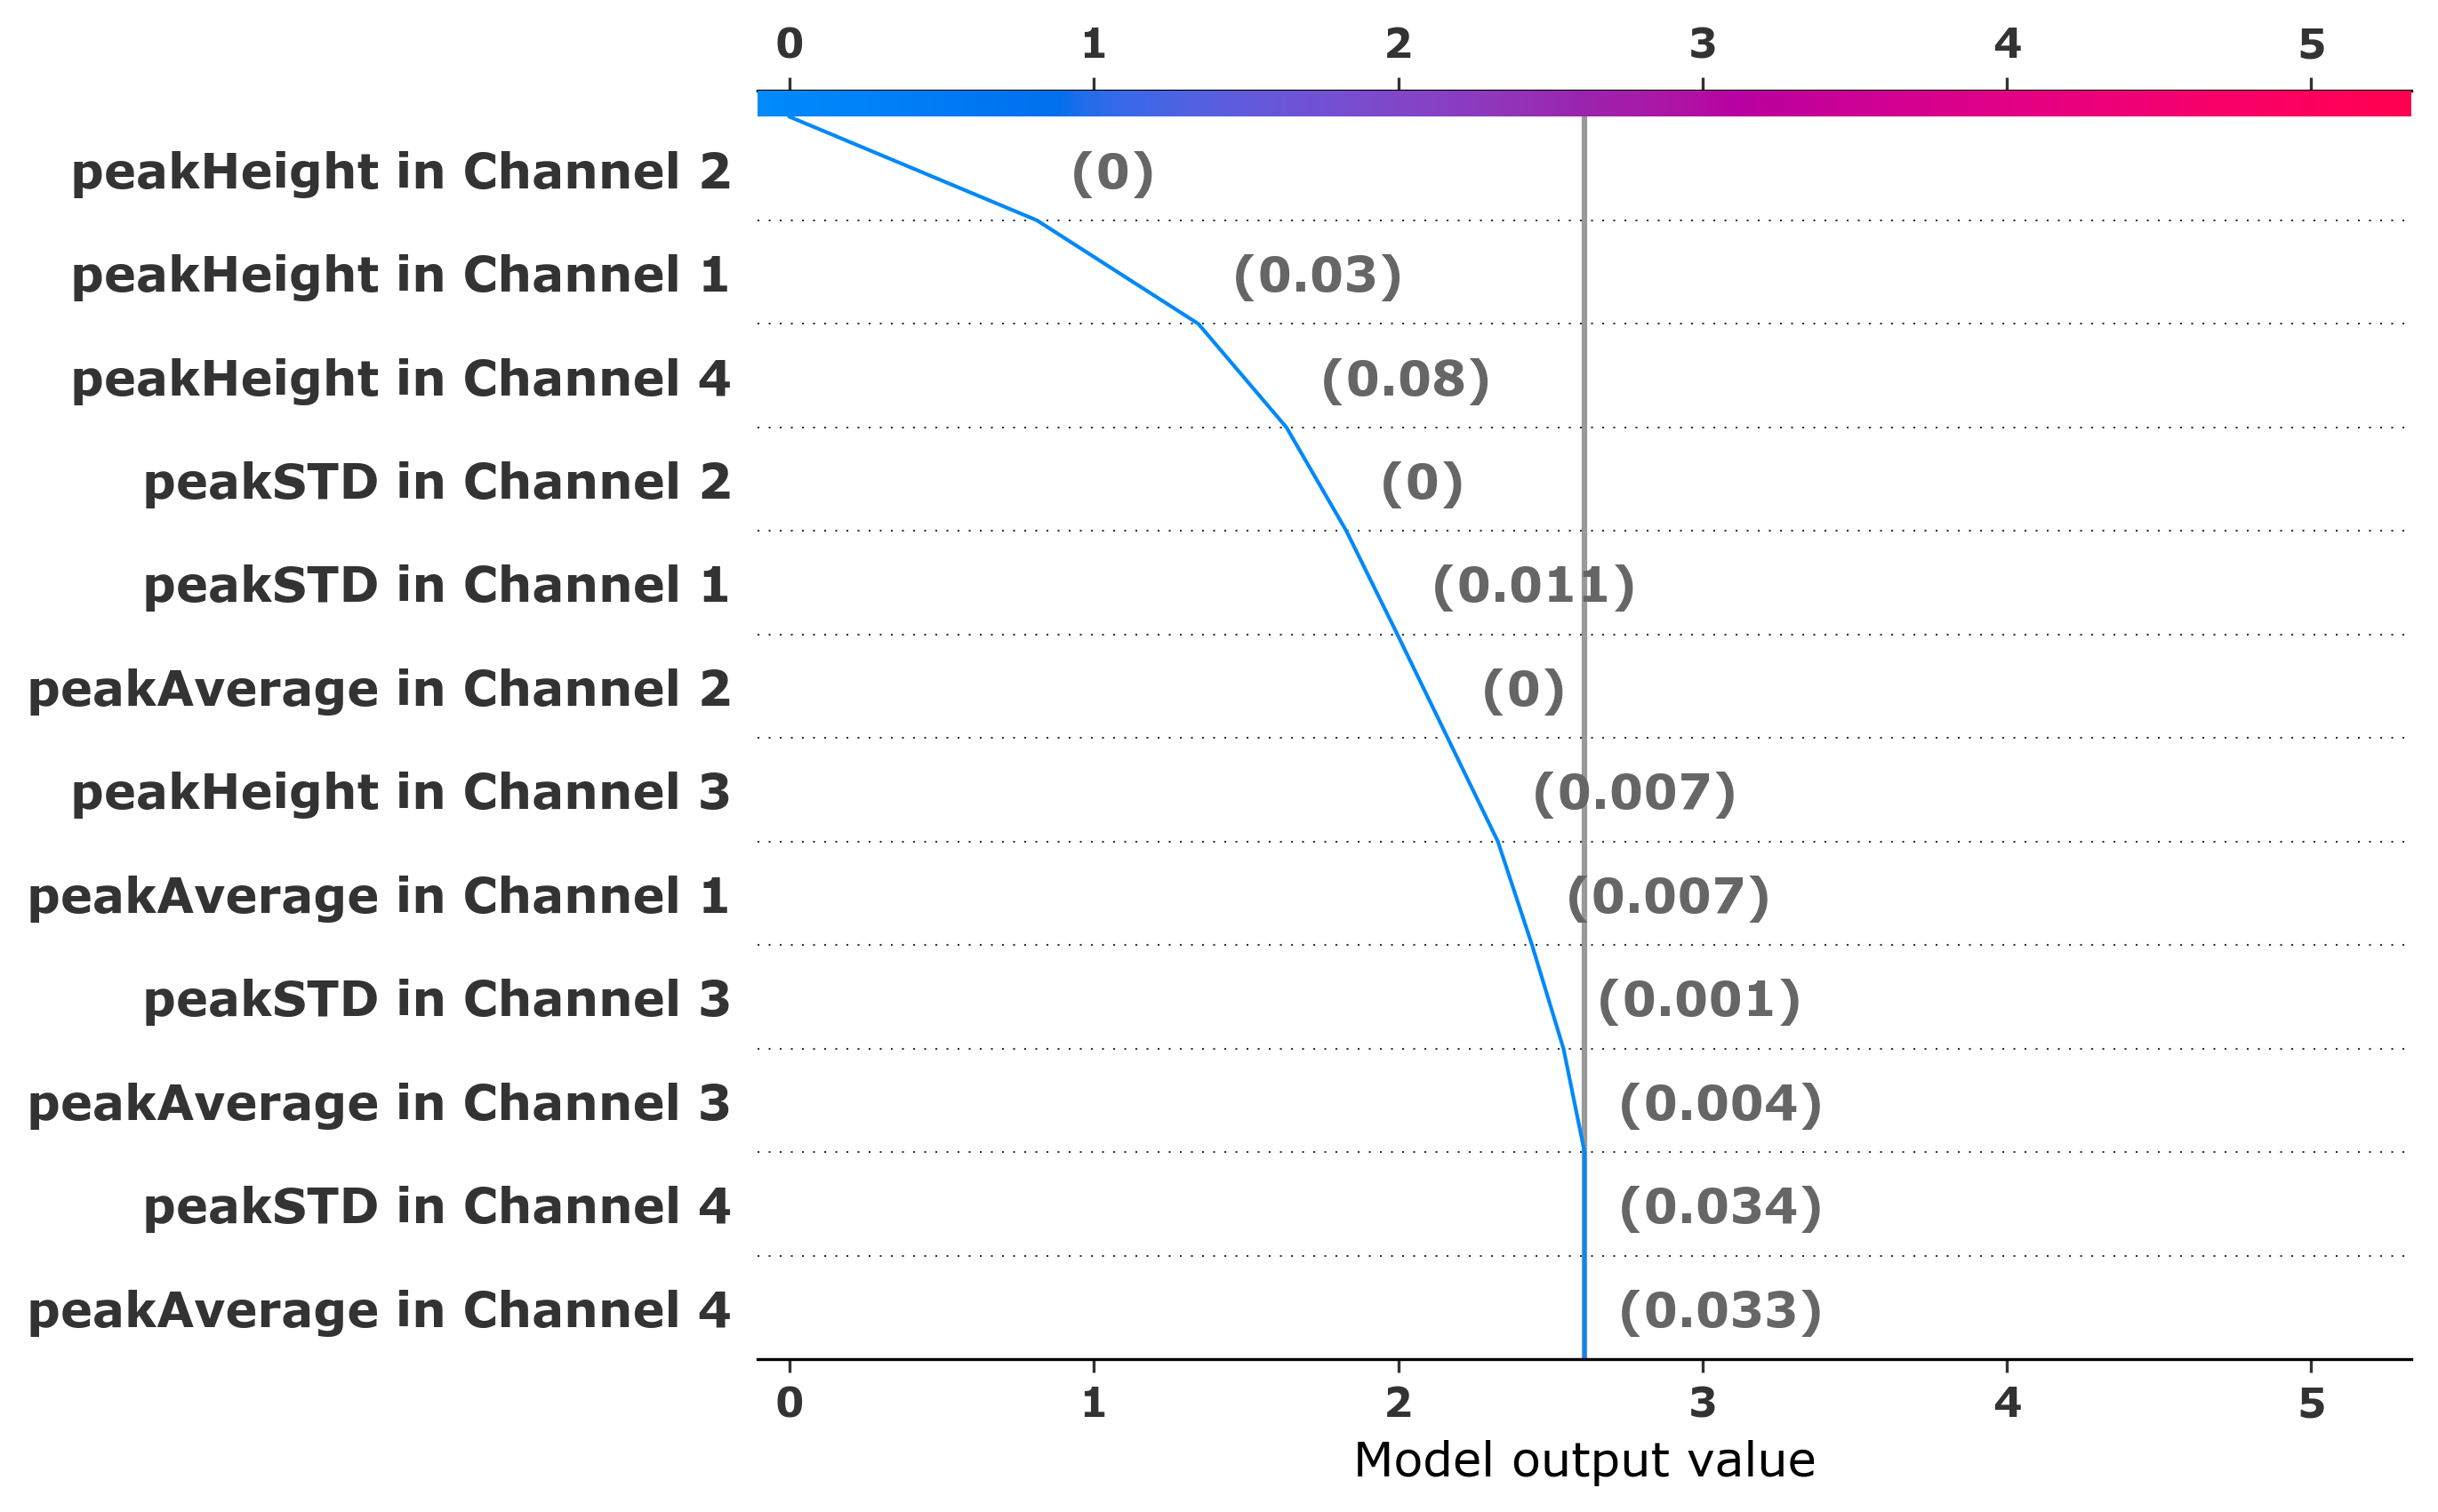 0 1 2 3 4 5
peakHeight in Channel 2 (0)
peakHeight in Channel 1 (0.03)
peakHeight in Channel 4 (0.08)
peakSTD in Channel 2 (0)
peakSTD in Channel 1 (0.011)
peakAverage in Channel 2 (0)
peakHeight in Channel 3 (0.007)
peakAverage in Channel 1 (0.007)
peakSTD in Channel 3 (0.001)
peakAverage in Channel 3 (0.004)
peakSTD in Channel 4 (0.034)
peakAverage in Channel 4 (0.033)
0 1 2 3 4 5
Model output value